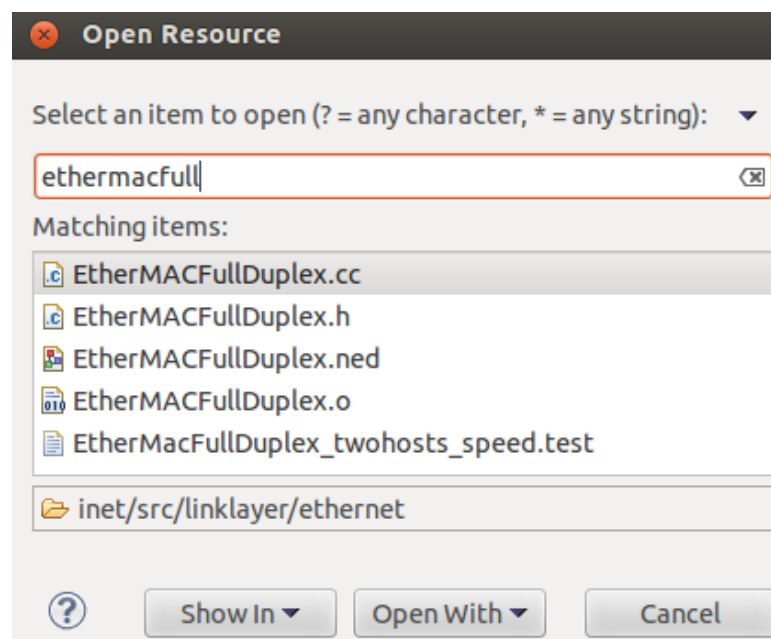 Open Resource
Select an item to open (? = any character, * = any string):
ethermacfull
Matching items:
EtherMACFullDuplex.cc
EtherMACFullDuplex.h
EtherMACFullDuplex.ned
EtherMACFullDuplex.o
EtherMacFullDuplex_twohosts_speed.test
inet/src/linklayer/ethernet
? Show In Open With Cancel